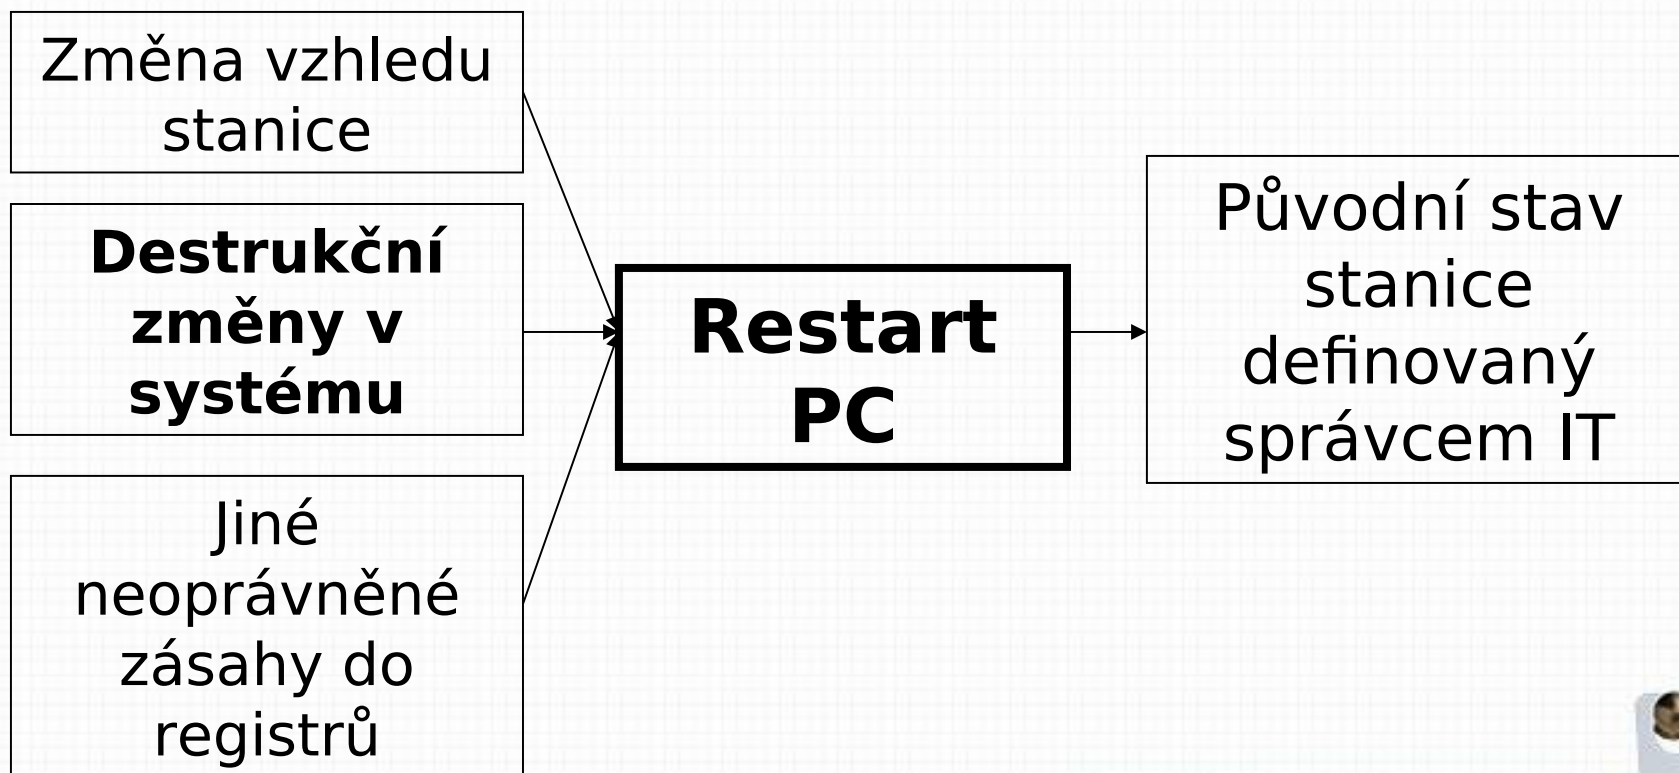 Změna vzhledu
stanice
Destrukční
změny v
systému
Jiné
neoprávněné
zásahy do
registrů
Restart
PC
Původní stav
stanice
definovaný
správcem IT